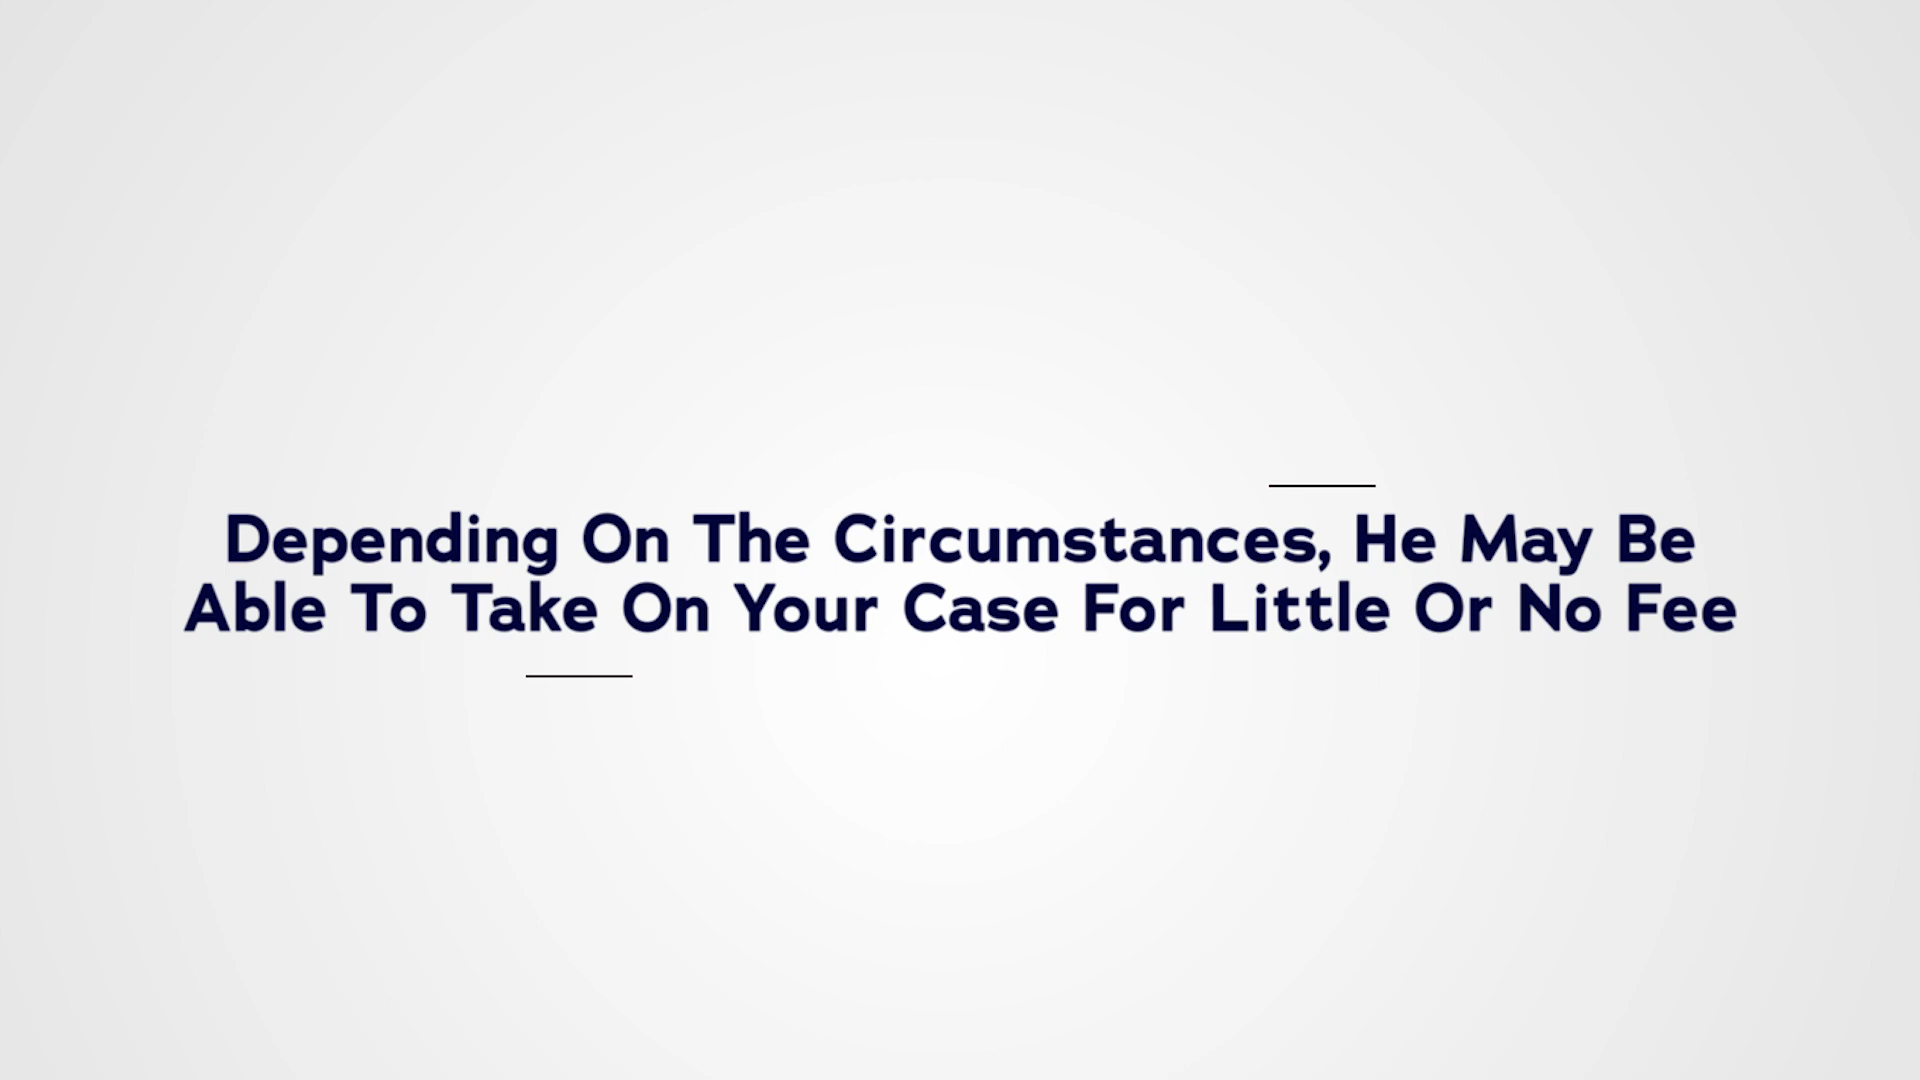 Depending On The Circumstances, He May Be
Able To Take On Your Case For Little Or No Fee